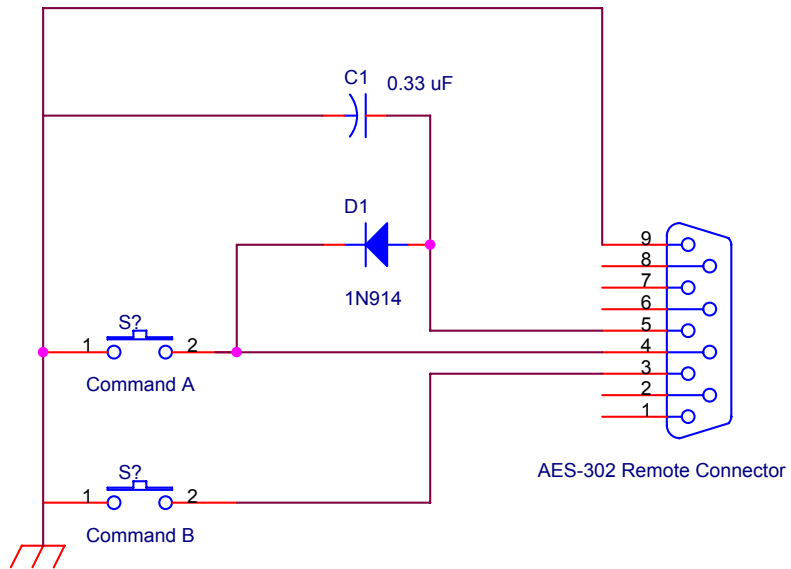 C1
0.33 uF
D1
1N914
9
8
7
6
5
4
3
2
1
S?
1 2
Command A
AES-302 Remote Connector
S?
1 2
Command B